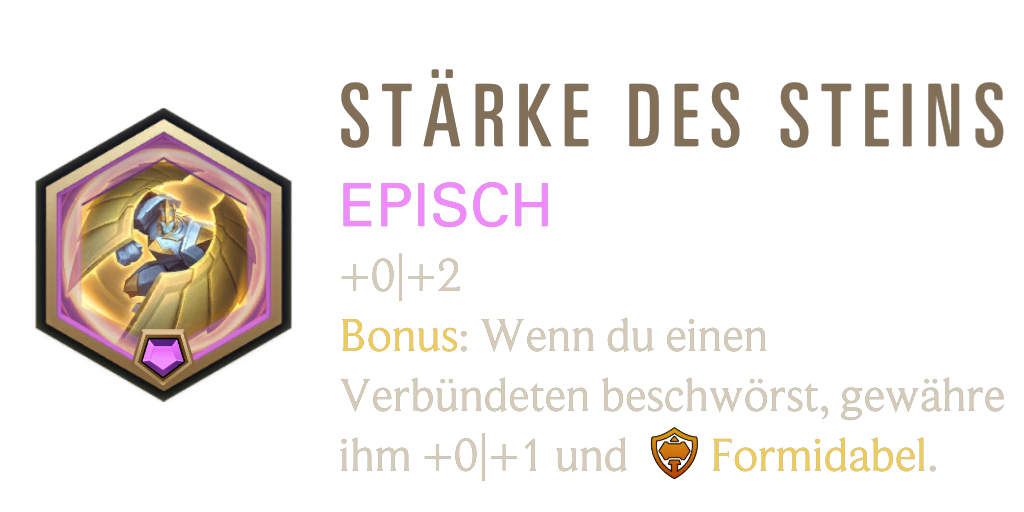 STÄRKE DES STEINS
EPISCH
+0|+2
Bonus: Wenn du einen
Verbündeten beschwörst, gewähre
ihm +0|+1 und Formidabel.